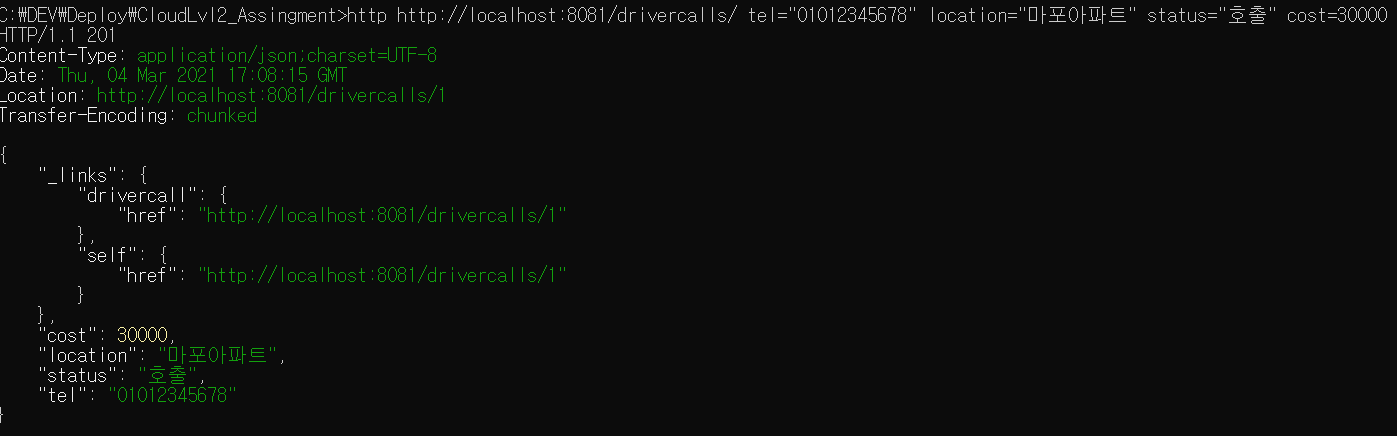 C:\DEV\Deploy\CloudLvl2_Assingment>http http://localhost:8081/drivercalls/ tel="01012345678" location="마포아파트" status="호출" cost=30000
HTTP/1.1 201
Content-Type: application/json;charset=UTF-8
Date: Thu, 04 Mar 2021 17:08:15 GMT
Location: http://localhost:8081/drivercalls/1
Transfer-Encoding: chunked
{
    "_links": {
        "drivercall": {
            "href": "http://localhost:8081/drivercalls/1"
        },
        "self": {
            "href": "http://localhost:8081/drivercalls/1"
        }
    },
    "cost": 30000,
    "location": "마포아파트",
    "status": "호출",
    "tel": "01012345678"
}